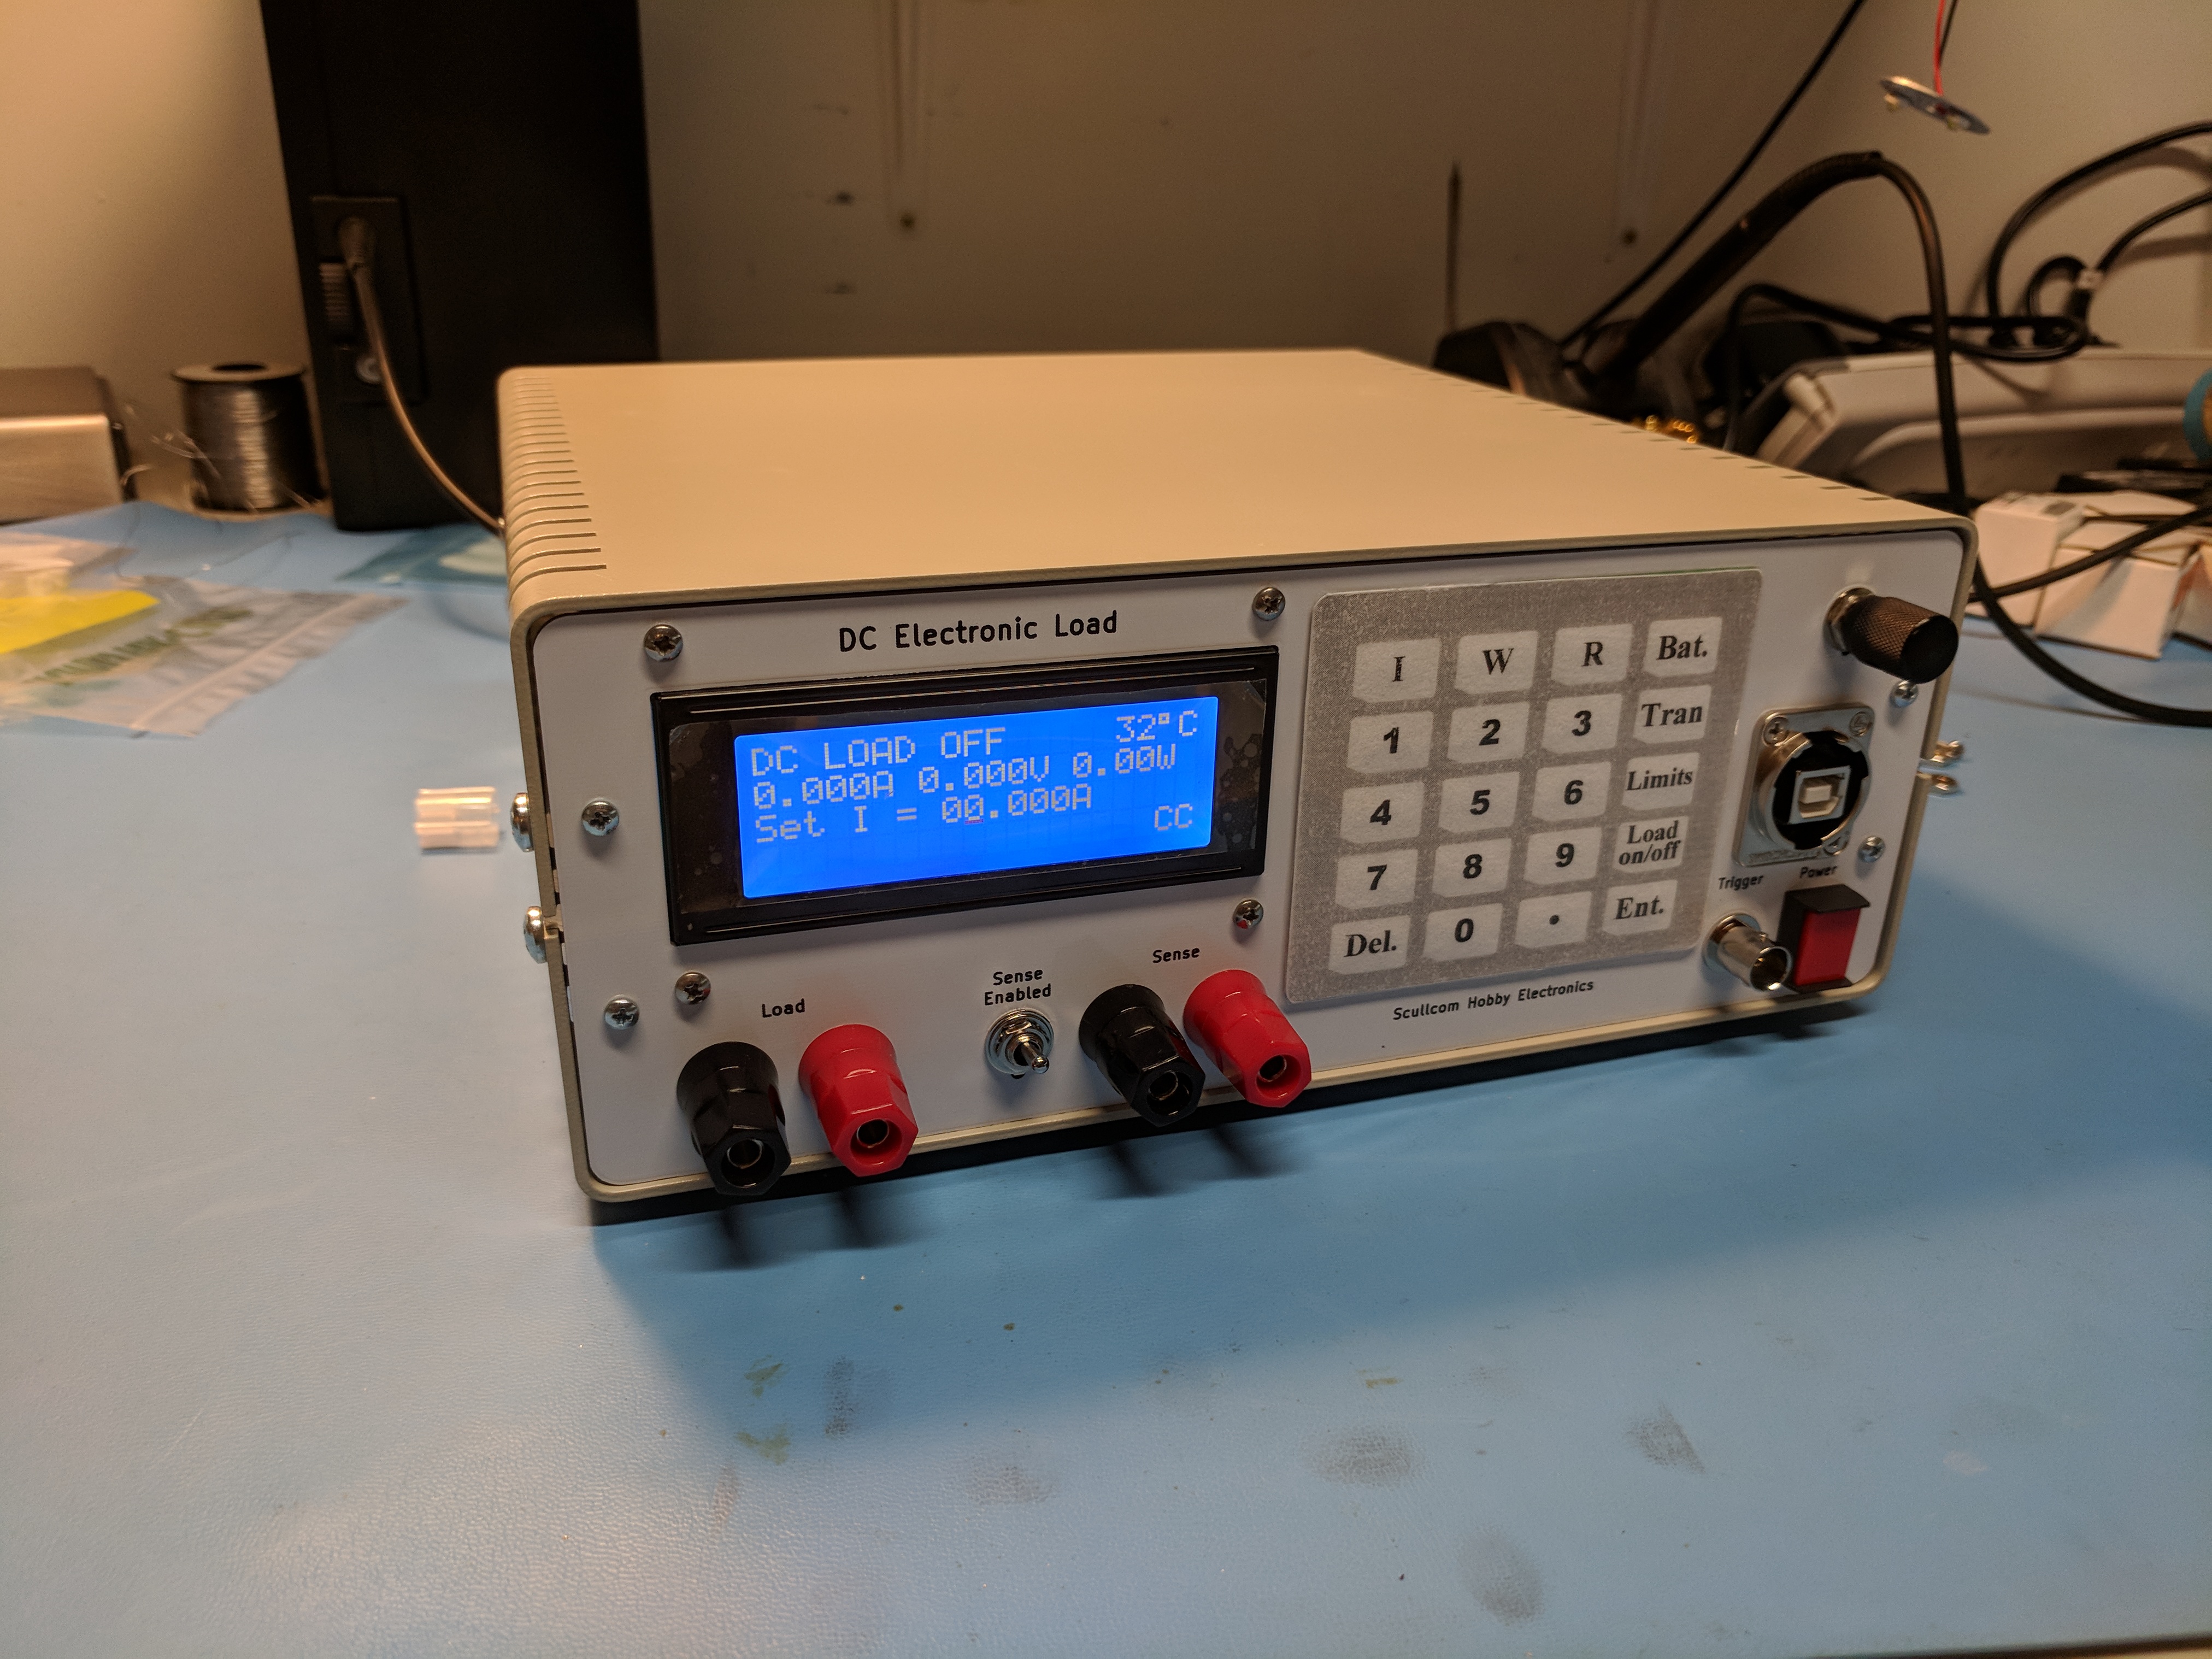 DC Electronic Load
DC LOAD OFF 32°C
0.000A 0.000V 0.00W
Set I = 00.000A CC
I W R Bat.
1 2 3 Tran
4 5 6 Limits
7 8 9 Load on/off
Del. 0 . Ent.
Trigger Power
Load
Sense Enabled
Sense
Scullcom Hobby Electronics